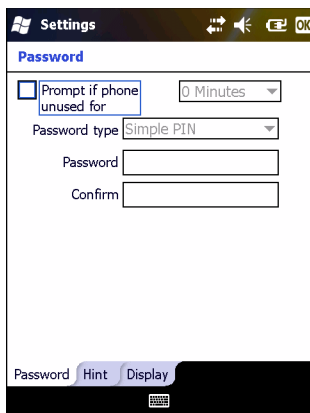 Settings
OK
Password
Prompt if phone
unused for
0 Minutes
Password type
Simple PIN
Password
Confirm
Password
Hint
Display